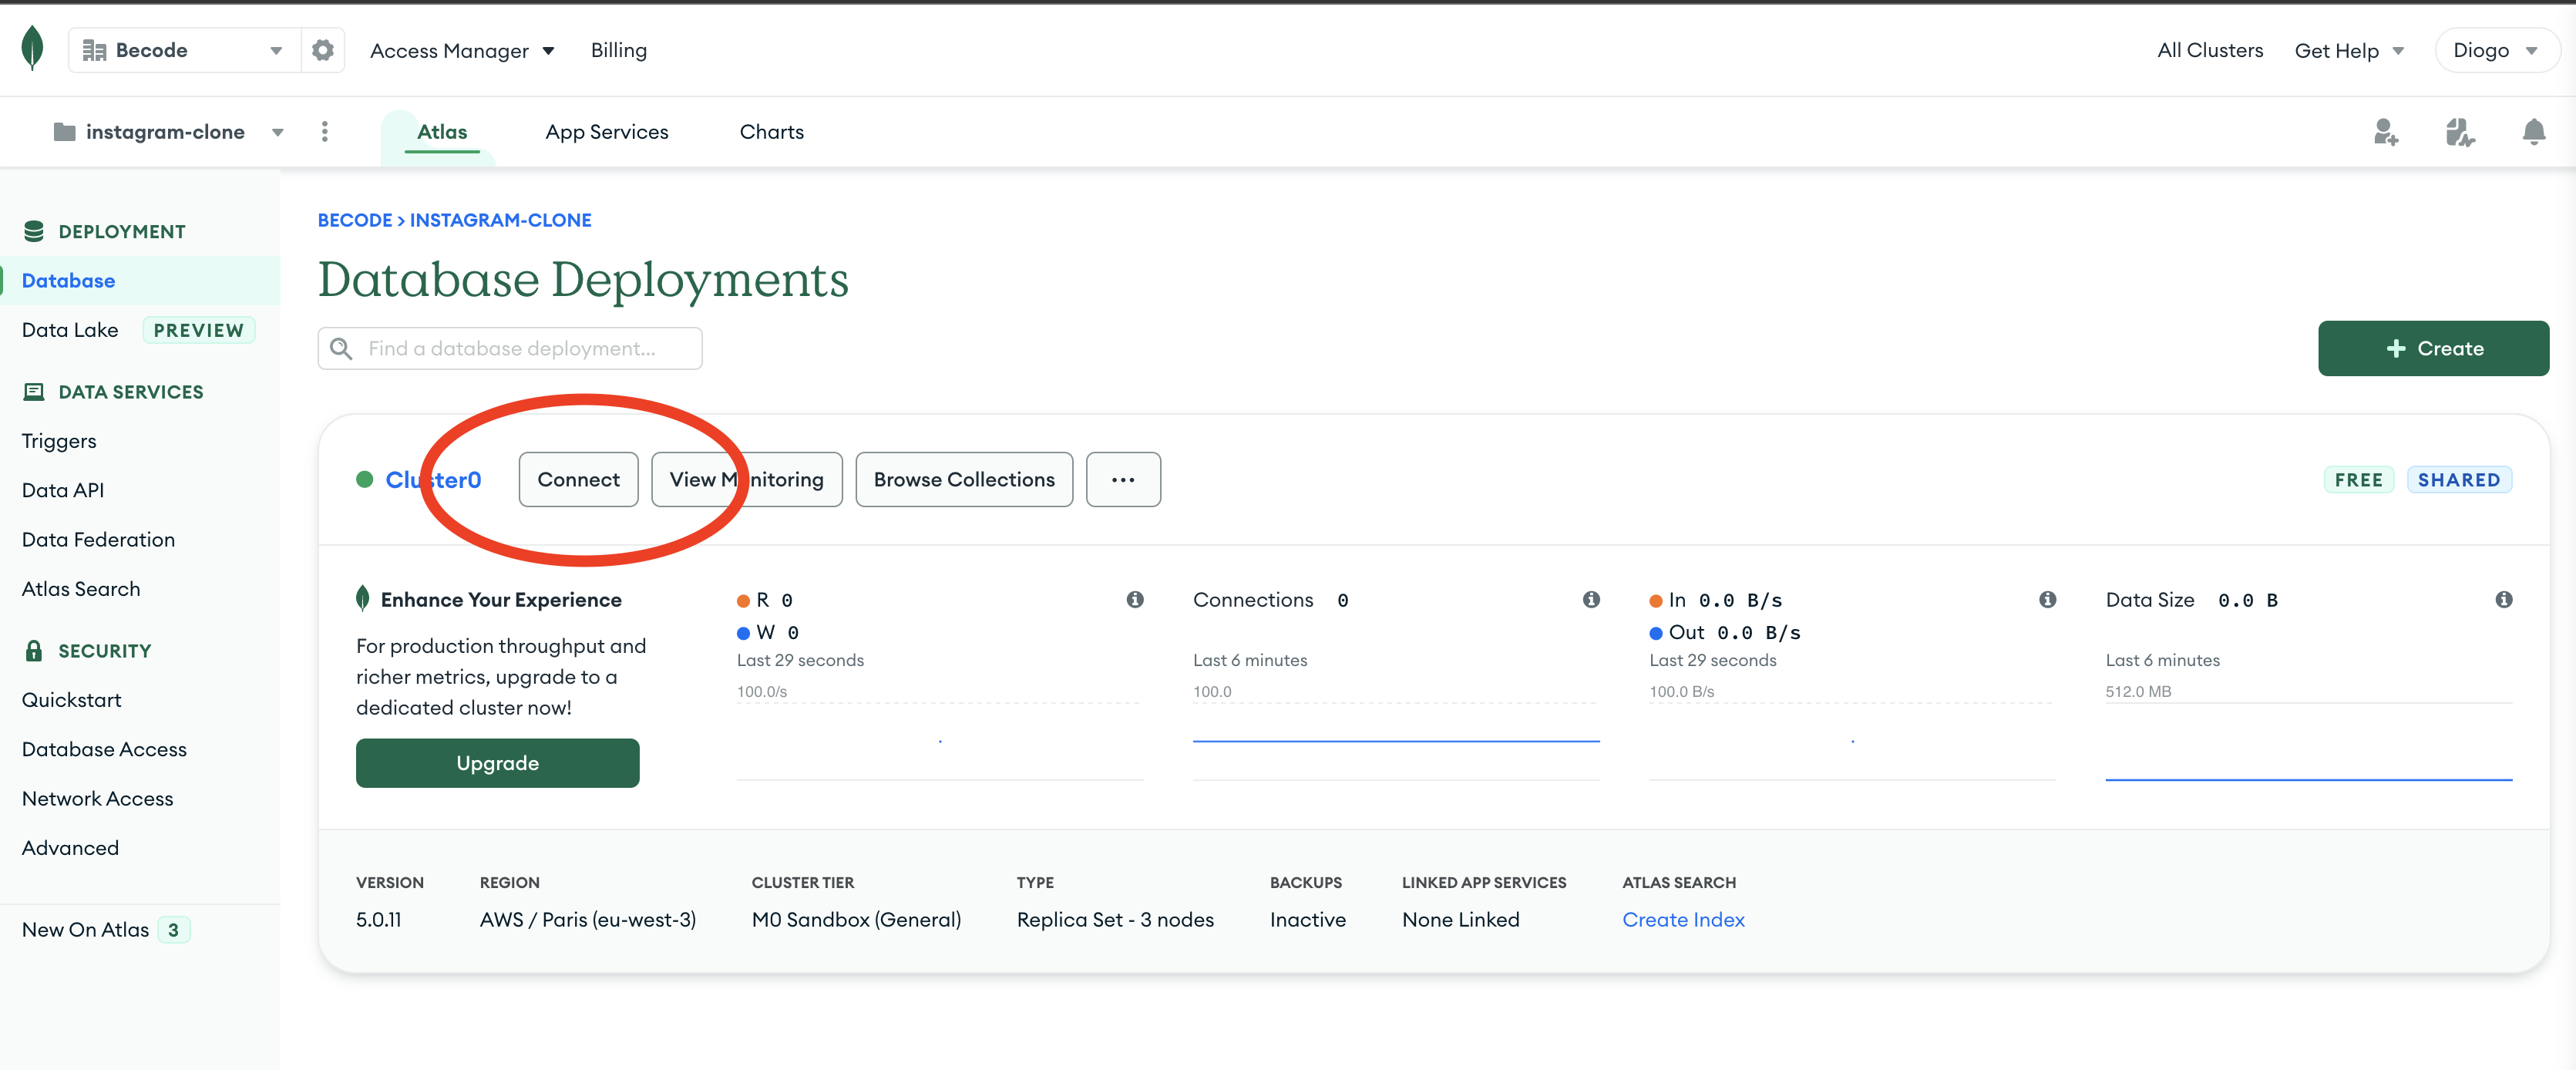 Becode
Access Manager
Billing
All Clusters
Get Help
Diogo
instagram-clone
Atlas
App Services
Charts
DEPLOYMENT
Database
Data Lake PREVIEW
DATA SERVICES
Triggers
Data API
Data Federation
Atlas Search
SECURITY
Quickstart
Database Access
Network Access
Advanced
New On Atlas 3
BECODE > INSTAGRAM-CLONE
Database Deployments
Find a database deployment...
+ Create
Cluster0
Connect
View Monitoring
Browse Collections
...
FREE
SHARED
Enhance Your Experience
For production throughput and
richer metrics, upgrade to a
dedicated cluster now!
Upgrade
R 0
W 0
Last 29 seconds
100.0/s
Connections 0
Last 6 minutes
100.0
In 0.0 B/s
Out 0.0 B/s
Last 29 seconds
100.0 B/s
Data Size 0.0 B
Last 6 minutes
512.0 MB
VERSION
5.0.11
REGION
AWS / Paris (eu-west-3)
CLUSTER TIER
M0 Sandbox (General)
TYPE
Replica Set - 3 nodes
BACKUPS
Inactive
LINKED APP SERVICES
None Linked
ATLAS SEARCH
Create Index